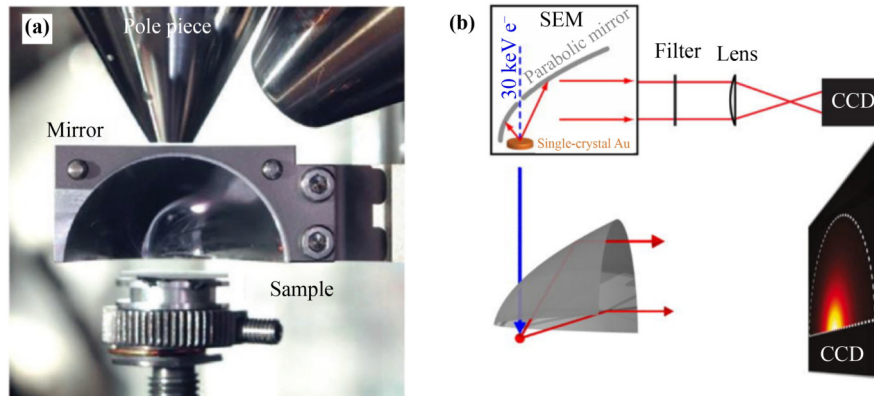 (a)
Pole piece
Mirror
Sample
(b)
SEM
30 keV e⁻
Parabolic mirror
Single-crystal Au
Filter
Lens
CCD
CCD